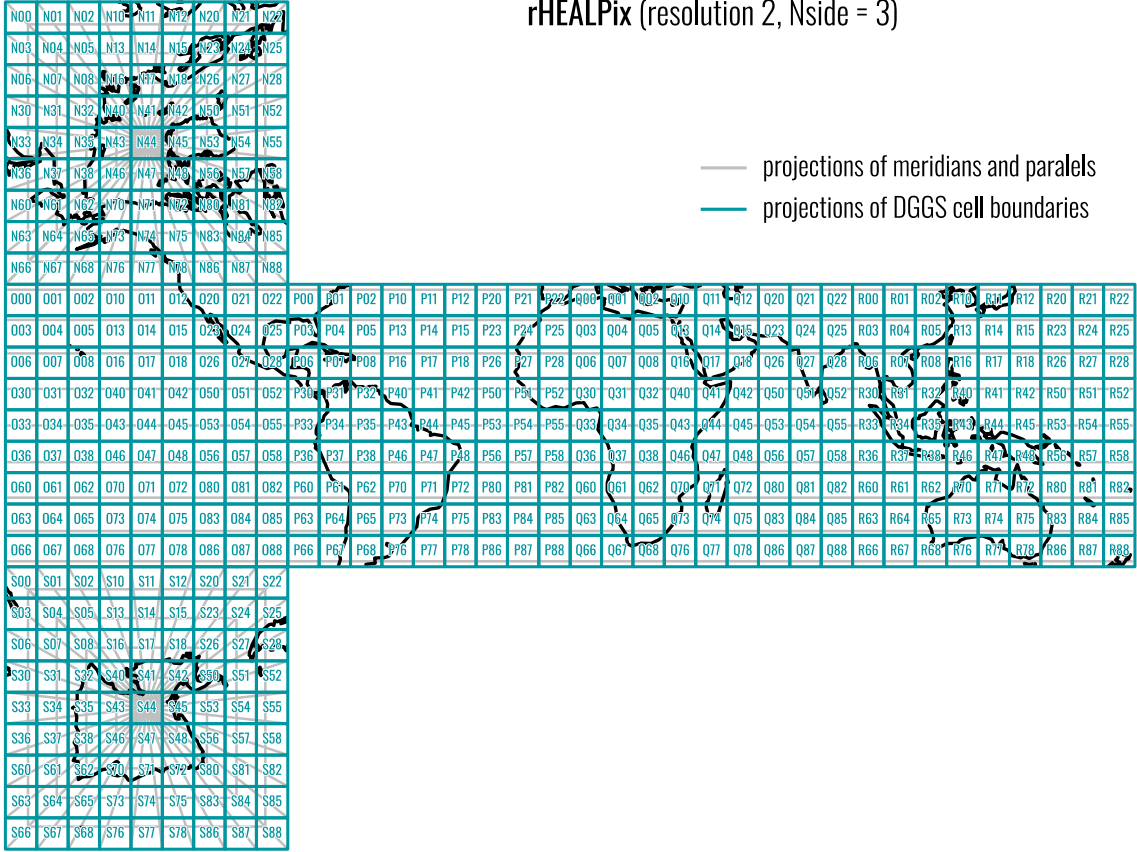 rHEALPix (resolution 2, Nside = 3)
projections of meridians and paralels
projections of DGGS cell boundaries
N00 N01 N02 N10 N11 N12 N20 N21 N22
N03 N04 N05 N13 N14 N15 N23 N24 N25
N06 N07 N08 N16 N17 N18 N26 N27 N28
N30 N31 N32 N40 N41 N42 N50 N51 N52
N33 N34 N35 N43 N44 N45 N53 N54 N55
N36 N37 N38 N46 N47 N48 N56 N57 N58
N60 N61 N62 N70 N71 N72 N80 N81 N82
N63 N64 N65 N73 N74 N75 N83 N84 N85
N66 N67 N68 N76 N77 N78 N86 N87 N88
O00 O01 O02 O10 O11 O12 O20 O21 O22 P00 P01 P02 P10 P11 P12 P20 P21 P22 Q00 Q01 Q02 Q10 Q11 Q12 Q20 Q21 Q22 R00 R01 R02 R10 R11 R12 R20 R21 R22
O03 O04 O05 O13 O14 O15 O23 O24 O25 P03 P04 P05 P13 P14 P15 P23 P24 P25 Q03 Q04 Q05 Q13 Q14 Q15 Q23 Q24 Q25 R03 R04 R05 R13 R14 R15 R23 R24 R25
O06 O07 O08 O16 O17 O18 O26 O27 O28 P06 P07 P08 P16 P17 P18 P26 P27 P28 Q06 Q07 Q08 Q16 Q17 Q18 Q26 Q27 Q28 R06 R07 R08 R16 R17 R18 R26 R27 R28
O30 O31 O32 O40 O41 O42 O50 O51 O52 P30 P31 P32 P40 P41 P42 P50 P51 P52 Q30 Q31 Q32 Q40 Q41 Q42 Q50 Q51 Q52 R30 R31 R32 R40 R41 R42 R50 R51 R52
O33 O34 O35 O43 O44 O45 O53 O54 O55 P33 P34 P35 P43 P44 P45 P53 P54 P55 Q33 Q34 Q35 Q43 Q44 Q45 Q53 Q54 Q55 R33 R34 R35 R43 R44 R45 R53 R54 R55
O36 O37 O38 O46 O47 O48 O56 O57 O58 P36 P37 P38 P46 P47 P48 P56 P57 P58 Q36 Q37 Q38 Q46 Q47 Q48 Q56 Q57 Q58 R36 R37 R38 R46 R47 R48 R56 R57 R58
O60 O61 O62 O70 O71 O72 O80 O81 O82 P60 P61 P62 P70 P71 P72 P80 P81 P82 Q60 Q61 Q62 Q70 Q71 Q72 Q80 Q81 Q82 R60 R61 R62 R70 R71 R72 R80 R81 R82
O63 O64 O65 O73 O74 O75 O83 O84 O85 P63 P64 P65 P73 P74 P75 P83 P84 P85 Q63 Q64 Q65 Q73 Q74 Q75 Q83 Q84 Q85 R63 R64 R65 R73 R74 R75 R83 R84 R85
O66 O67 O68 O76 O77 O78 O86 O87 O88 P66 P67 P68 P76 P77 P78 P86 P87 P88 Q66 Q67 Q68 Q76 Q77 Q78 Q86 Q87 Q88 R66 R67 R68 R76 R77 R78 R86 R87 R88
S00 S01 S02 S10 S11 S12 S20 S21 S22
S03 S04 S05 S13 S14 S15 S23 S24 S25
S06 S07 S08 S16 S17 S18 S26 S27 S28
S30 S31 S32 S40 S41 S42 S50 S51 S52
S33 S34 S35 S43 S44 S45 S53 S54 S55
S36 S37 S38 S46 S47 S48 S56 S57 S58
S60 S61 S62 S70 S71 S72 S80 S81 S82
S63 S64 S65 S73 S74 S75 S83 S84 S85
S66 S67 S68 S76 S77 S78 S86 S87 S88